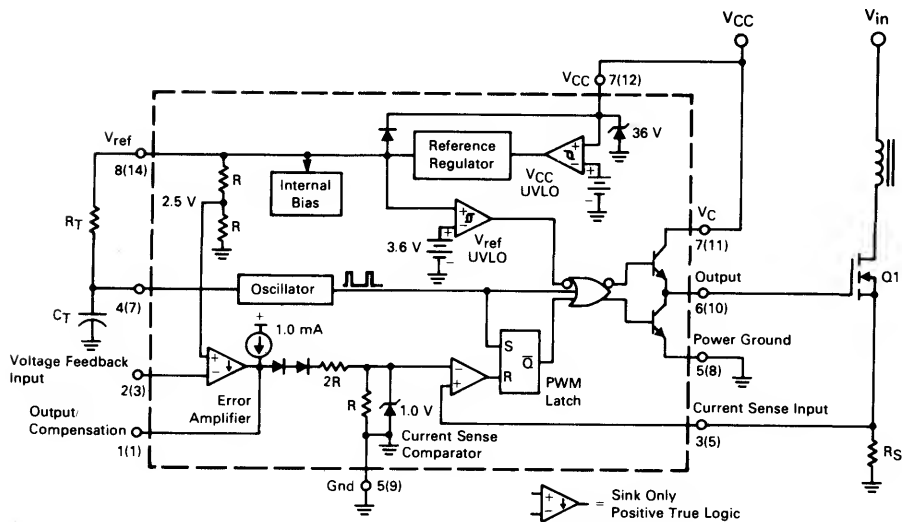 VCC
Vin
VCC
7(12)
Vref
8(14)
36 V
Reference
Regulator
R
Internal
Bias
VCC
UVLO
+
−
+
−
2.5 V
R
RT
VC
7(11)
+
−
3.6 V
+
−
Vref
UVLO
Output
Q1
4(7)
Oscillator
6(10)
CT
+
1.0 mA
S
Q
R
Power Ground
5(8)
Voltage Feedback
Input
2(3)
+
−
2R
−
+
PWM
Latch
Error
Amplifier
R
1.0 V
Current Sense Input
Output/
Compensation
Current Sense
Comparator
3(5)
RS
1(1)
Gnd
5(9)
+
−
= Sink Only
Positive True Logic